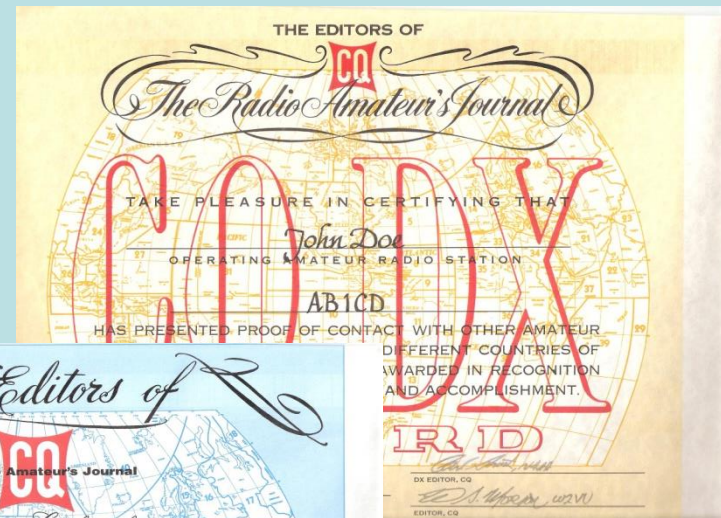 THE EDITORS OF
CQ
The Radio Amateur's Journal
CQ DX
TAKE PLEASURE IN CERTIFYING THAT
John Doe
OPERATING AMATEUR RADIO STATION
AB1CD
HAS PRESENTED PROOF OF CONTACT WITH OTHER AMATEUR
DIFFERENT COUNTRIES OF
AWARDED IN RECOGNITION
AND ACCOMPLISHMENT.
RD
DX EDITOR, CQ
W2VU
EDITOR, CQ
Editors of
CQ
Amateur's Journal